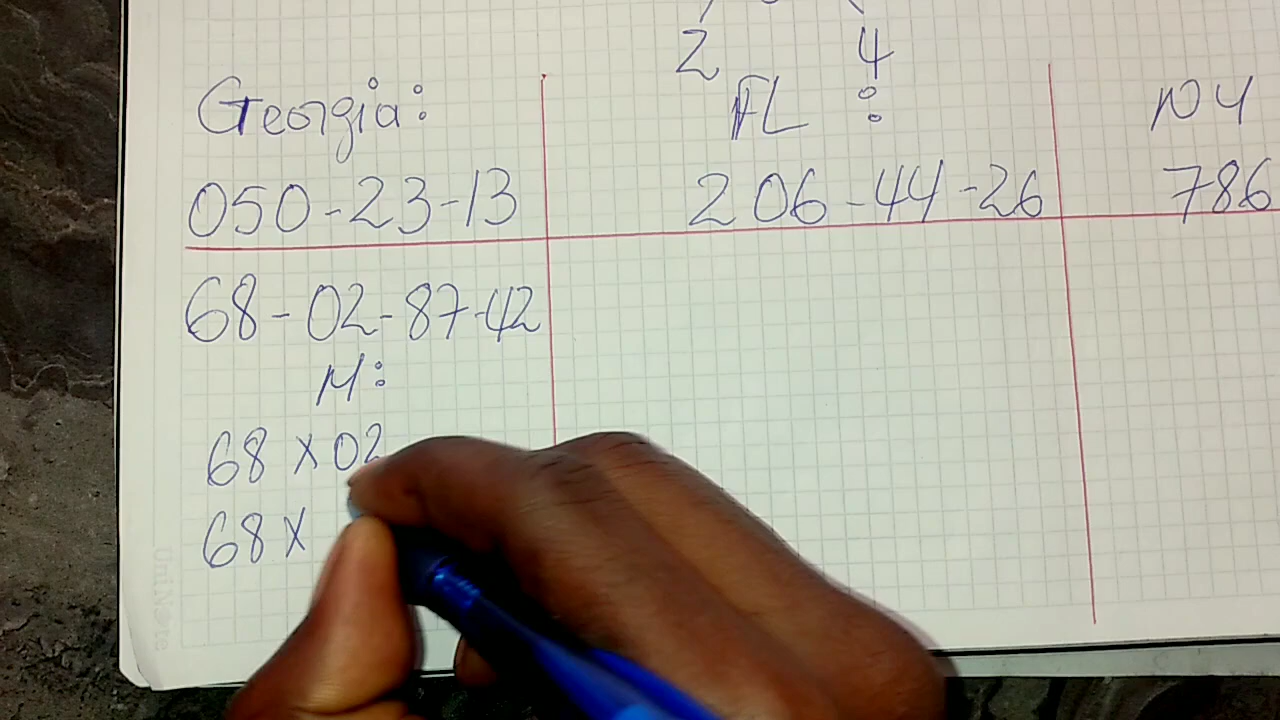 2 4
Georgia: FL : NY
050-23-13 206-44-26 786
68-02-87-42
M:
68 x 02
68 x
UniNote